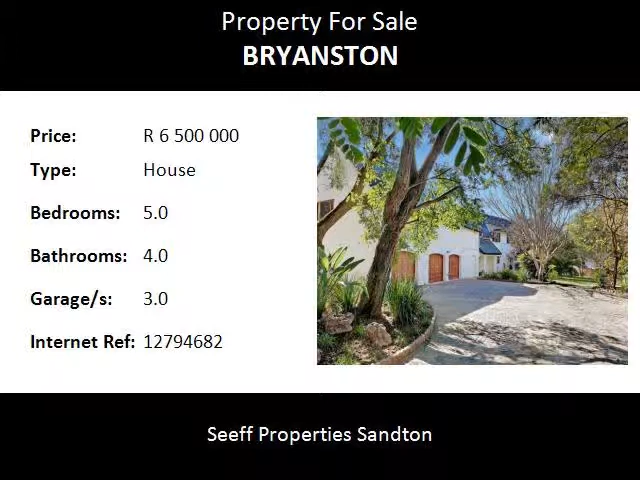 Property For Sale
BRYANSTON
Price: R 6 500 000
Type: House
Bedrooms: 5.0
Bathrooms: 4.0
Garage/s: 3.0
Internet Ref: 12794682
Seeff Properties Sandton